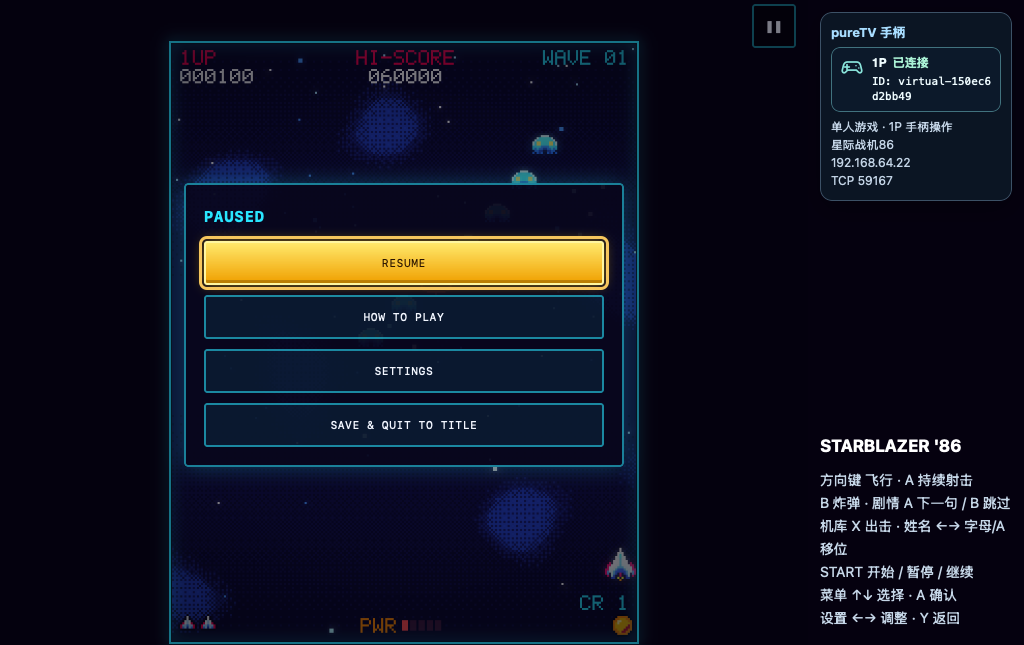 1UP HI-SCORE WAVE 01
000100 060000
PAUSED
RESUME
HOW TO PLAY
SETTINGS
SAVE & QUIT TO TITLE
CR 1
PWR
pureTV 手柄
1P 已连接
ID: virtual-150ec6
d2bb49
单人游戏 · 1P 手柄操作
星际战机86
192.168.64.22
TCP 59167
STARBLAZER '86
方向键 飞行 · A 持续射击
B 炸弹 · 剧情 A 下一句 / B 跳过
机库 X 出击 · 姓名 ←→ 字母/A
移位
START 开始 / 暂停 / 继续
菜单 ↑↓ 选择 · A 确认
设置 ←→ 调整 · Y 返回